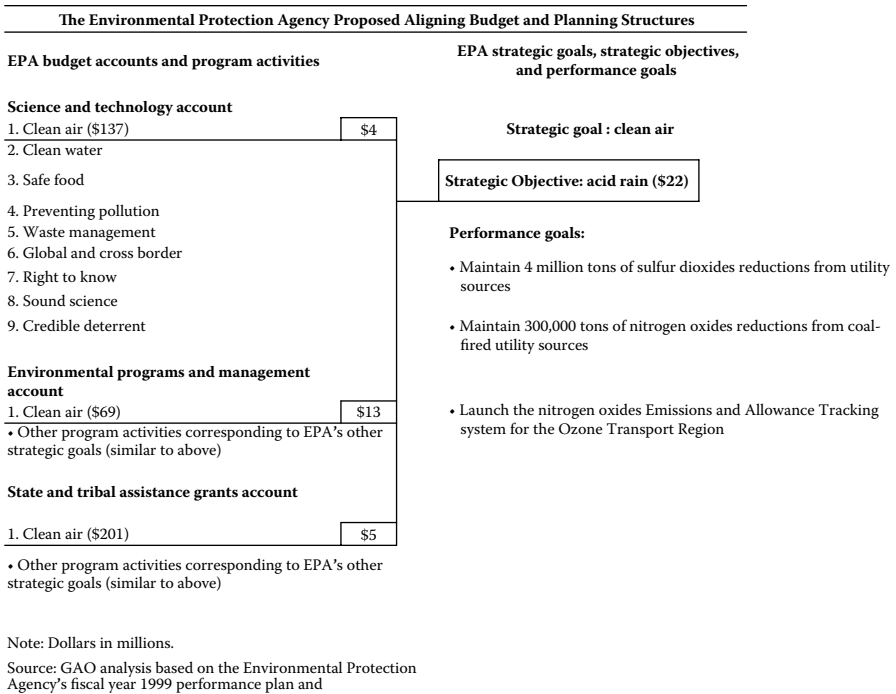 The Environmental Protection Agency Proposed Aligning Budget and Planning Structures
EPA budget accounts and program activities
Science and technology account
1. Clean air ($137) $4
2. Clean water
3. Safe food
4. Preventing pollution
5. Waste management
6. Global and cross border
7. Right to know
8. Sound science
9. Credible deterrent
Environmental programs and management
account
1. Clean air ($69) $13
• Other program activities corresponding to EPA's other
strategic goals (similar to above)
State and tribal assistance grants account
1. Clean air ($201) $5
• Other program activities corresponding to EPA's other
strategic goals (similar to above)
EPA strategic goals, strategic objectives,
and performance goals
Strategic goal : clean air
Strategic Objective: acid rain ($22)
Performance goals:
• Maintain 4 million tons of sulfur dioxides reductions from utility
sources
• Maintain 300,000 tons of nitrogen oxides reductions from coal-
fired utility sources
• Launch the nitrogen oxides Emissions and Allowance Tracking
system for the Ozone Transport Region
Note: Dollars in millions.
Source: GAO analysis based on the Environmental Protection
Agency's fiscal year 1999 performance plan and